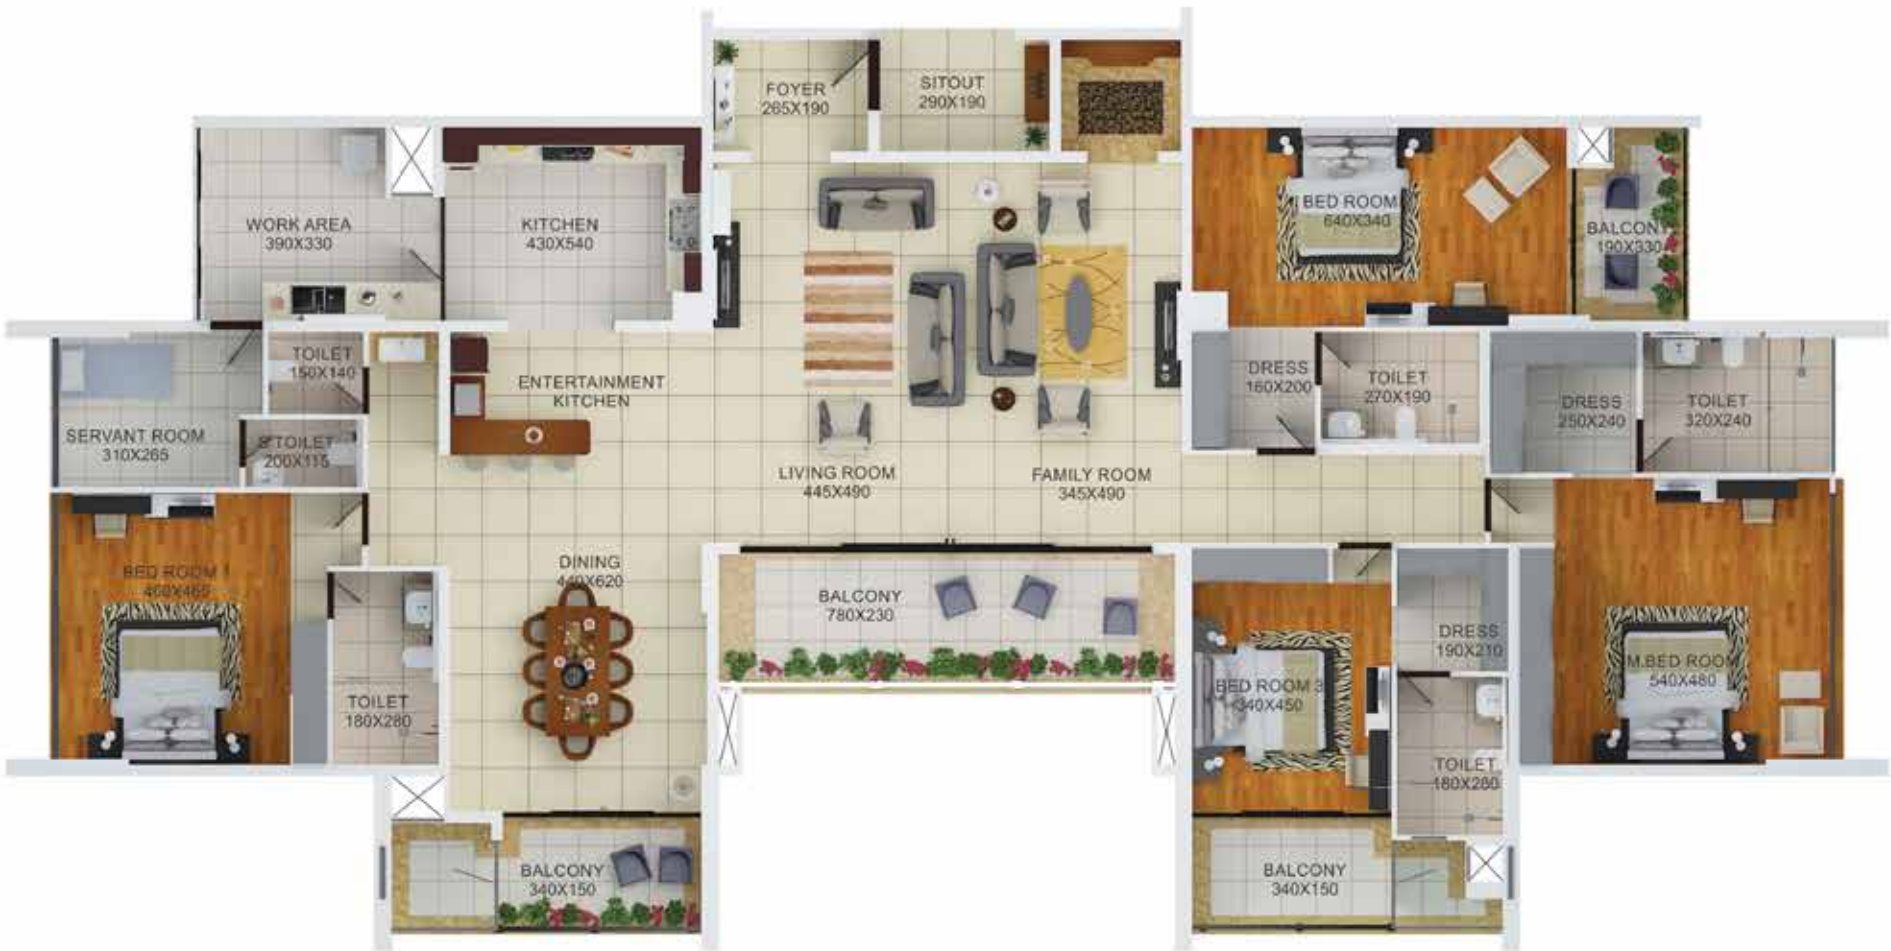 FOYER
265X190
SITOUT
290X190
WORK AREA
390X330
KITCHEN
430X540
BED ROOM
640X340
BALCONY
190X330
TOILET
150X140
ENTERTAINMENT
KITCHEN
DRESS
160X200
TOILET
270X190
DRESS
250X240
TOILET
320X240
SERVANT ROOM
310X265
S'TOILET
200X115
LIVING ROOM
445X490
FAMILY ROOM
345X490
BED ROOM 1
460X465
DINING
440X620
BALCONY
780X230
DRESS
190X210
TOILET
180X280
BED ROOM 3
340X450
M.BED ROOM
540X480
TOILET
180X280
BALCONY
340X150
BALCONY
340X150